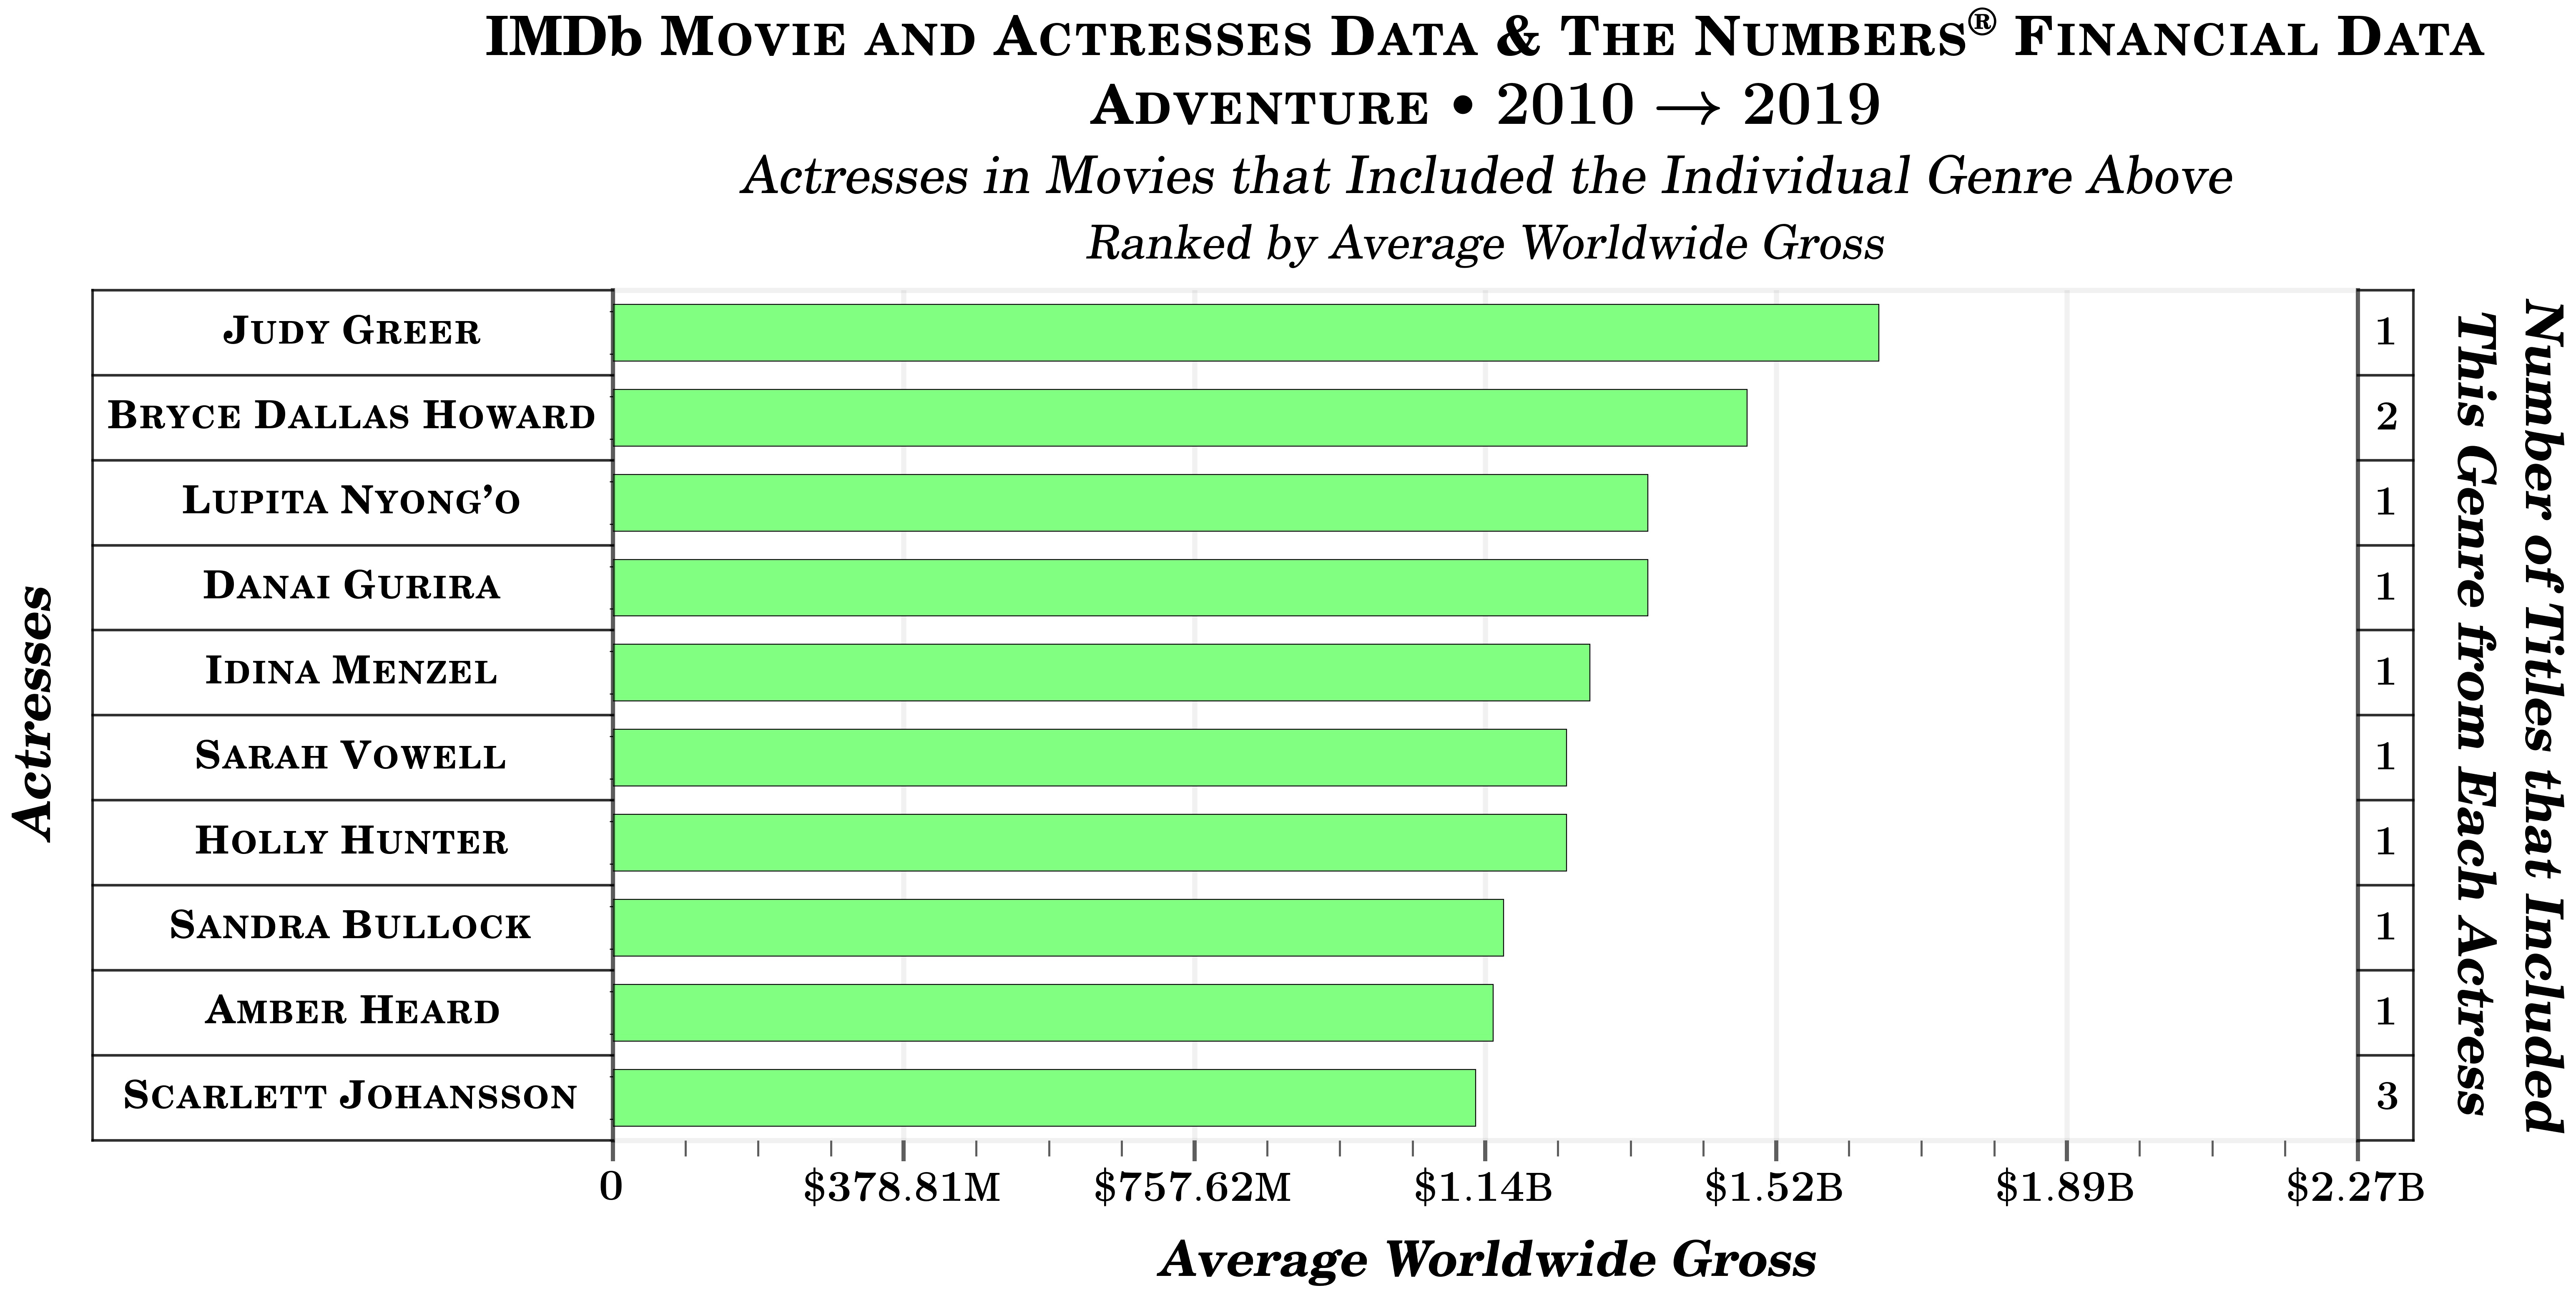 IMDb Movie and Actresses Data & The Numbers® Financial Data
Adventure • 2010 → 2019
Actresses in Movies that Included the Individual Genre Above
Ranked by Average Worldwide Gross
Actresses
Judy Greer 1
Bryce Dallas Howard 2
Lupita Nyong’o 1
Danai Gurira 1
Idina Menzel 1
Sarah Vowell 1
Holly Hunter 1
Sandra Bullock 1
Amber Heard 1
Scarlett Johansson 3
Number of Titles that Included
This Genre from Each Actress
0 $378.81M $757.62M $1.14B $1.52B $1.89B $2.27B
Average Worldwide Gross